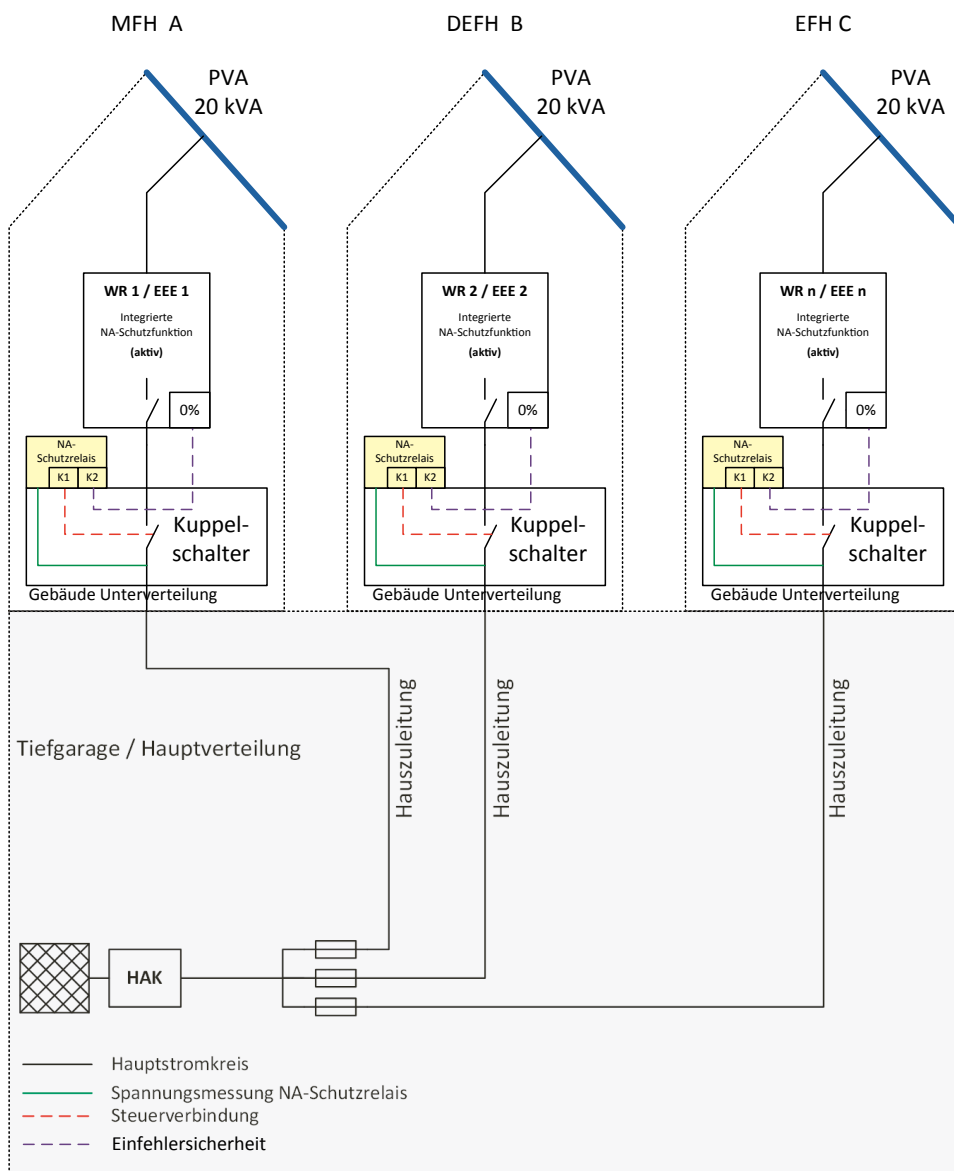 MFH A
DEFH B
EFH C
PVA
20 kVA
PVA
20 kVA
PVA
20 kVA
WR 1 / EEE 1
Integrierte
NA-Schutzfunktion
(aktiv)
0%
WR 2 / EEE 2
Integrierte
NA-Schutzfunktion
(aktiv)
0%
WR n / EEE n
Integrierte
NA-Schutzfunktion
(aktiv)
0%
NA-
Schutzrelais
K1 K2
Kuppel-
schalter
Gebäude Unterverteilung
NA-
Schutzrelais
K1 K2
Kuppel-
schalter
Gebäude Unterverteilung
NA-
Schutzrelais
K1 K2
Kuppel-
schalter
Gebäude Unterverteilung
Tiefgarage / Hauptverteilung
Hauszuleitung
Hauszuleitung
Hauszuleitung
HAK
Hauptstromkreis
Spannungsmessung NA-Schutzrelais
Steuerverbindung
Einfehlersicherheit